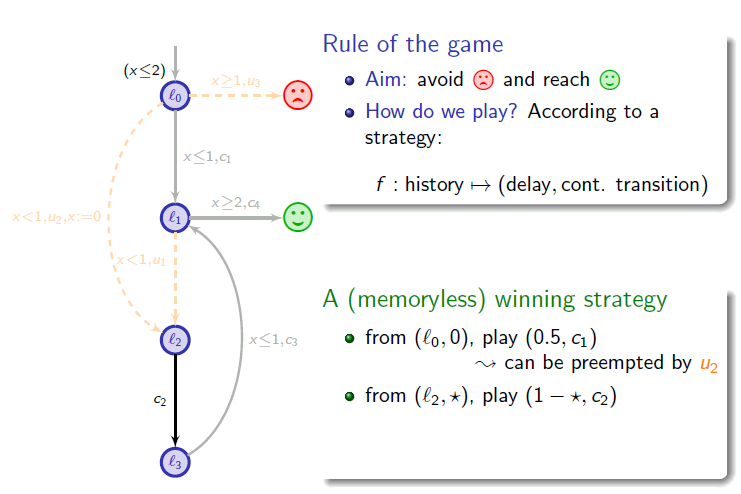 Rule of the game
(x≤2)
x≥1,u₃
Aim: avoid and reach
ℓ₀
How do we play? According to a
strategy:
x≤1,c₁
f : history ↦ (delay, cont. transition)
x≥2,c₄
x<1,u₂,x:=0
ℓ₁
x<1,u₁
A (memoryless) winning strategy
from (ℓ₀, 0), play (0.5, c₁)
ℓ₂
x≤1,c₃
⤳ can be preempted by u₂
c₂
from (ℓ₂, ⋆), play (1 − ⋆, c₂)
ℓ₃